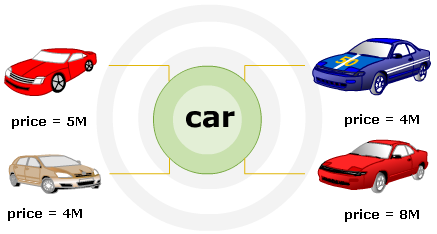 car
price = 5M
price = 4M
price = 4M
price = 8M